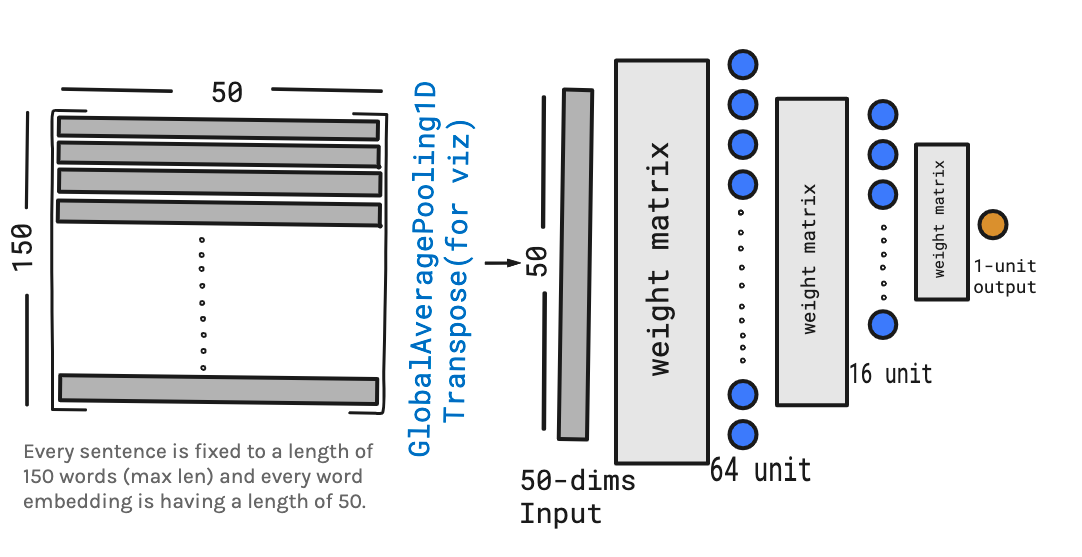 50
150
Every sentence is fixed to a length of
150 words (max len) and every word
embedding is having a length of 50.
GlobalAveragePooling1D
Transpose(for viz)
50
50-dims
Input
weight matrix
64 unit
weight matrix
16 unit
weight matrix
1-unit
output